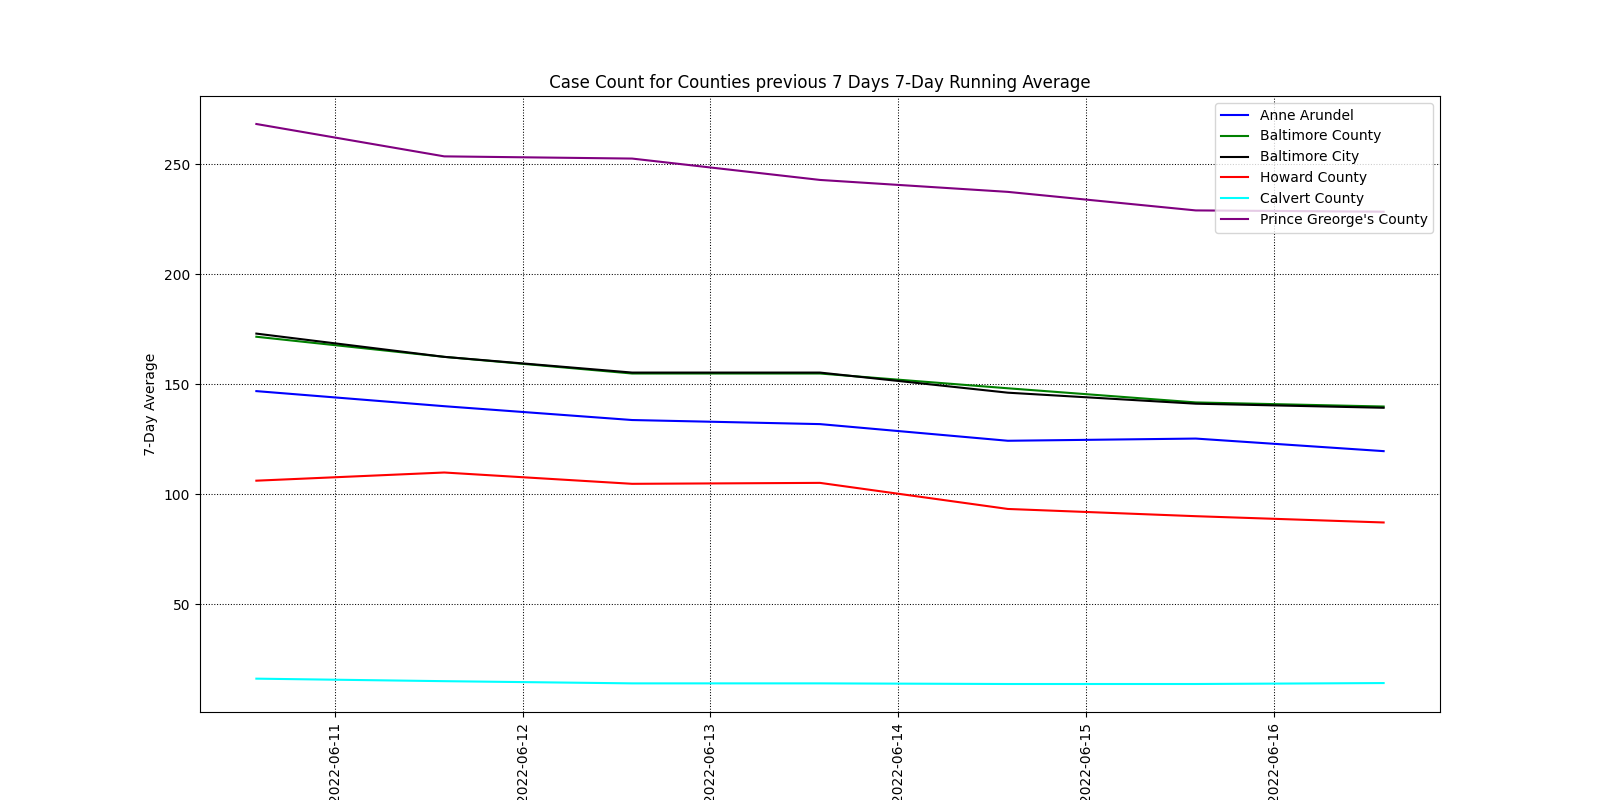 Case Count for Counties previous 7 Days 7-Day Running Average
Anne Arundel
Baltimore County
Baltimore City
Howard County
Calvert County
Prince Greorge's County
7-Day Average
250
200
150
100
50
2022-06-11
2022-06-12
2022-06-13
2022-06-14
2022-06-15
2022-06-16